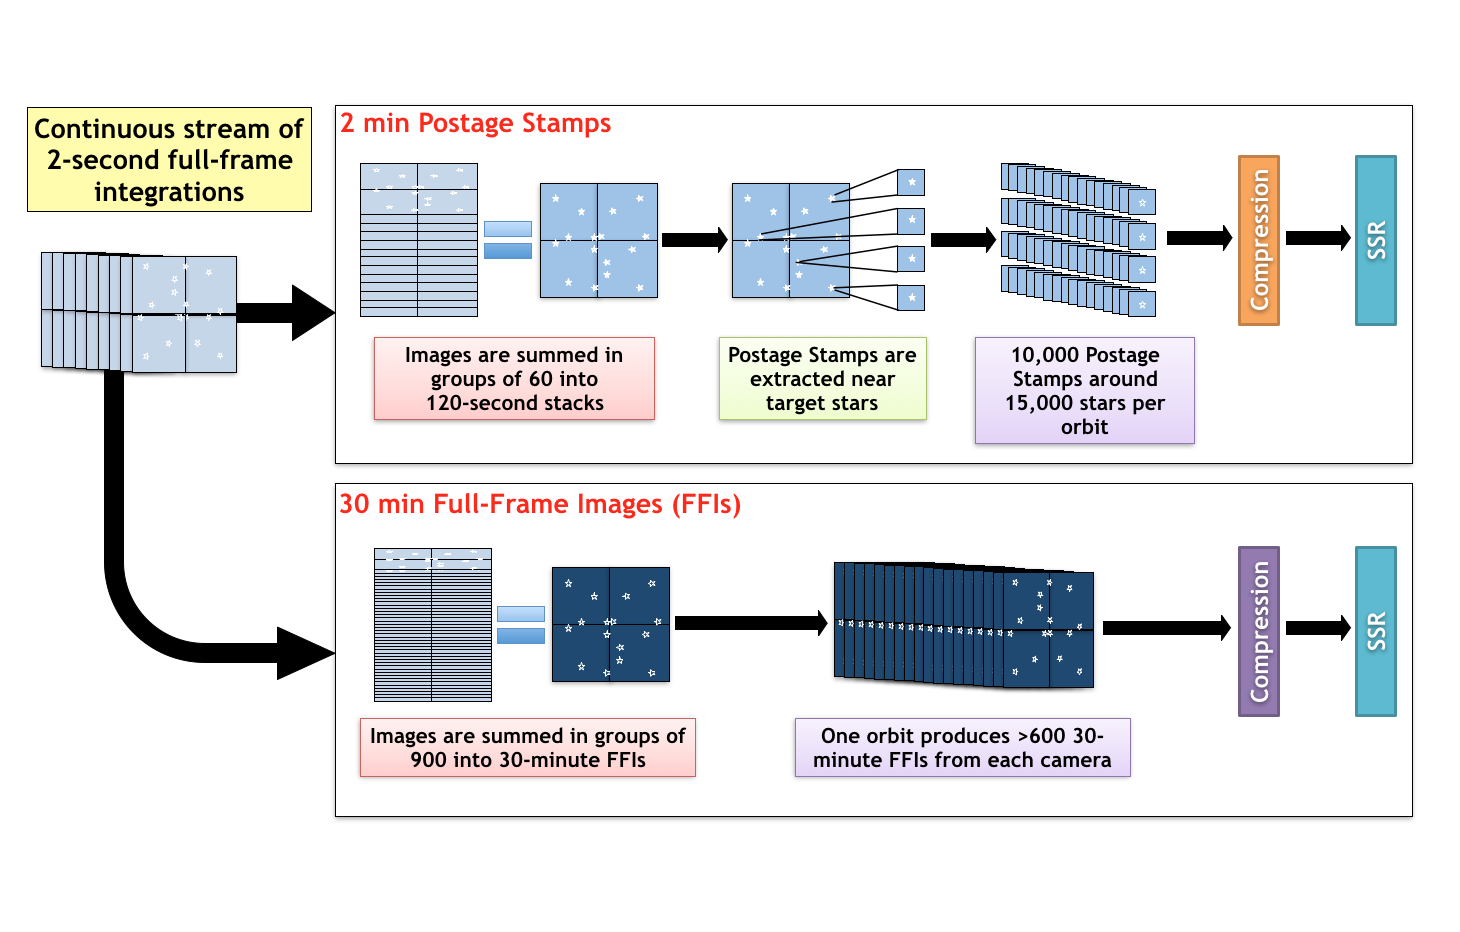 Continuous stream of
2-second full-frame
integrations
2 min Postage Stamps
Images are summed in
groups of 60 into
120-second stacks
Postage Stamps are
extracted near
target stars
10,000 Postage
Stamps around
15,000 stars per
orbit
Compression
SSR
30 min Full-Frame Images (FFIs)
Images are summed in groups of
900 into 30-minute FFIs
One orbit produces >600 30-
minute FFIs from each camera
Compression
SSR